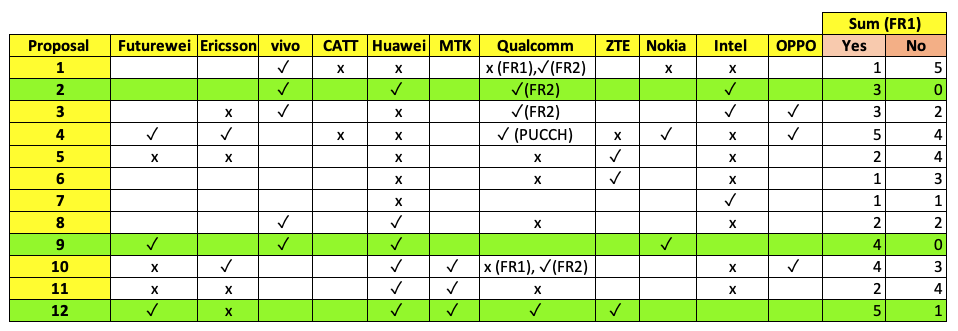 Sum (FR1)
Proposal Futurewei Ericsson vivo CATT Huawei MTK Qualcomm ZTE Nokia Intel OPPO Yes No
1 ✓ x x x (FR1),✓(FR2) x x 1 5
2 ✓ ✓ ✓(FR2) ✓ 3 0
3 x ✓ x ✓(FR2) ✓ ✓ 3 2
4 ✓ ✓ x x ✓ (PUCCH) x ✓ x ✓ 5 4
5 x x x x ✓ x 2 4
6 x x ✓ x 1 3
7 x ✓ 1 1
8 ✓ ✓ x x 2 2
9 ✓ ✓ ✓ ✓ 4 0
10 x ✓ ✓ ✓ x (FR1), ✓(FR2) x ✓ 4 3
11 x x ✓ ✓ x x 2 4
12 ✓ x ✓ ✓ ✓ ✓ 5 1